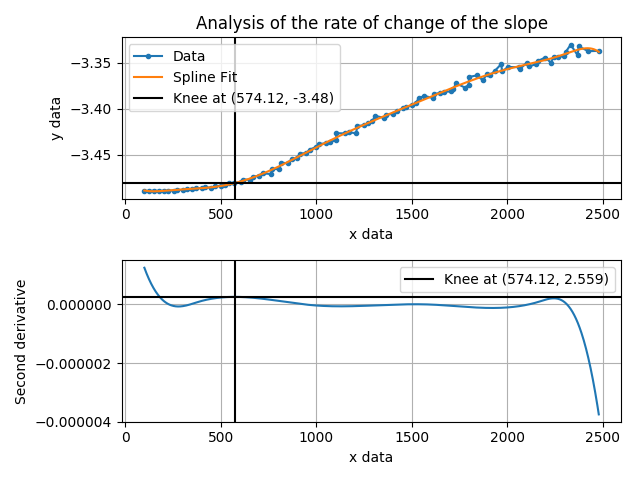 Analysis of the rate of change of the slope
Data
Spline Fit
Knee at (574.12, -3.48)
y data
−3.35
−3.40
−3.45
0 500 1000 1500 2000 2500
x data
Knee at (574.12, 2.559)
Second derivative
0.000000
−0.000002
−0.000004
0 500 1000 1500 2000 2500
x data